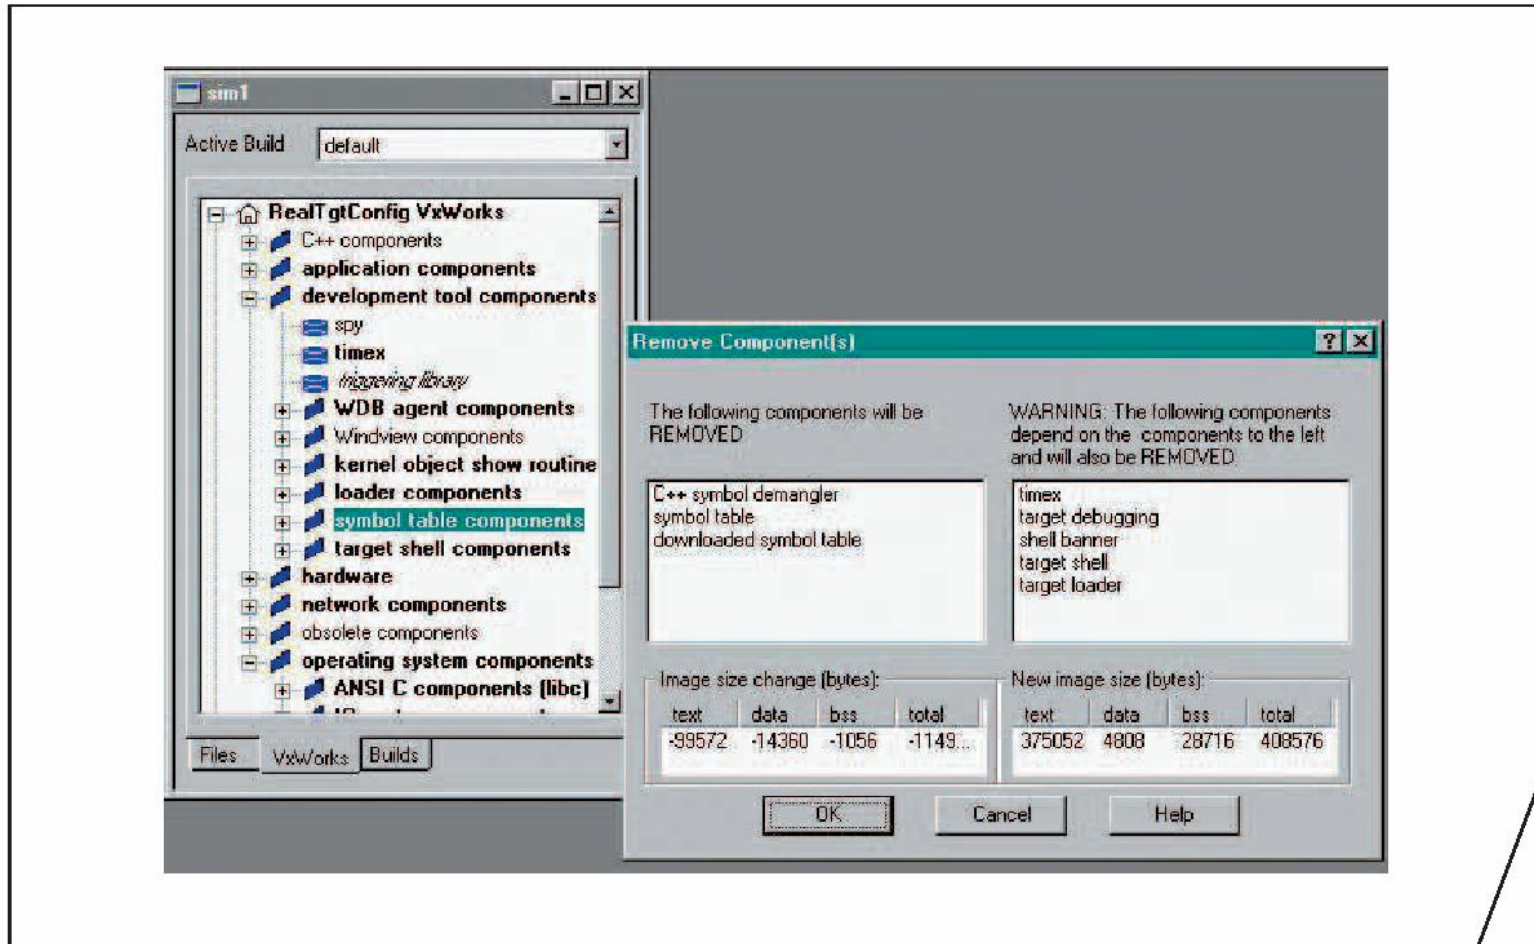 sim1
Active Build
default
RealTgtConfig VxWorks
C++ components
application components
development tool components
spy
timex
triggering library
WDB agent components
Windview components
kernel object show routine
loader components
symbol table components
target shell components
hardware
network components
obsolete components
operating system components
ANSI C components (libc)
Files
VxWorks
Builds
Remove Component(s)
The following components will be
REMOVED
C++ symbol demangler
symbol table
downloaded symbol table
WARNING: The following components
depend on the components to the left
and will also be REMOVED
timex
target debugging
shell banner
target shell
target loader
Image size change (bytes):
text data bss total
-99572 -14360 -1056 -1149...
New image size (bytes):
text data bss total
375052 4808 28716 408576
OK
Cancel
Help